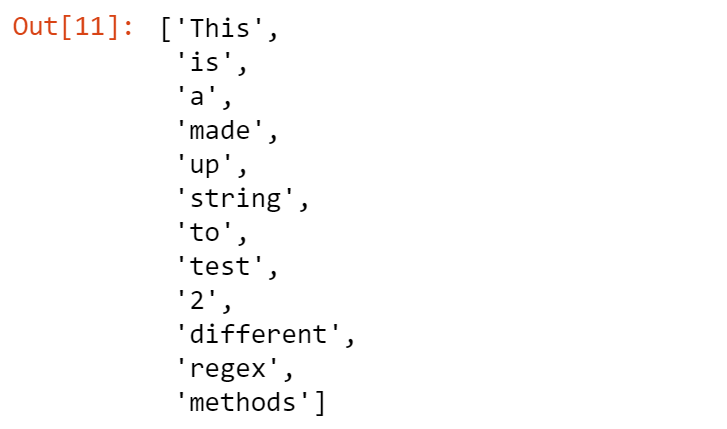 Out[11]: ['This',
'is',
'a',
'made',
'up',
'string',
'to',
'test',
'2',
'different',
'regex',
'methods']